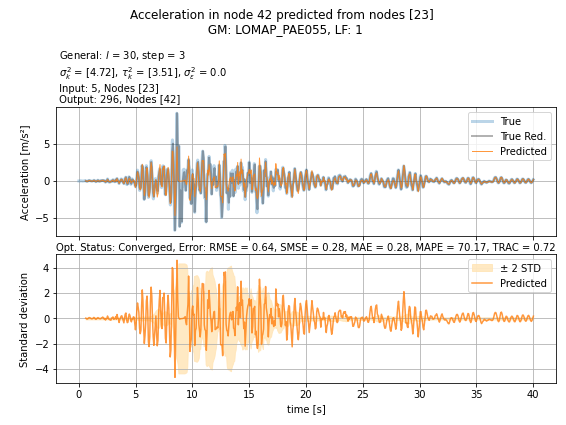 Acceleration in node 42 predicted from nodes [23]
GM: LOMAP_PAE055, LF: 1
General: l = 30, step = 3
σ²ₖ = [4.72], τ²ₖ = [3.51], σ²ε = 0.0
Input: 5, Nodes [23]
Output: 296, Nodes [42]
Acceleration [m/s²]
5
0
−5
True
True Red.
Predicted
Opt. Status: Converged, Error: RMSE = 0.64, SMSE = 0.28, MAE = 0.28, MAPE = 70.17, TRAC = 0.72
Standard deviation
4
2
0
−2
−4
± 2 STD
Predicted
0 5 10 15 20 25 30 35 40
time [s]